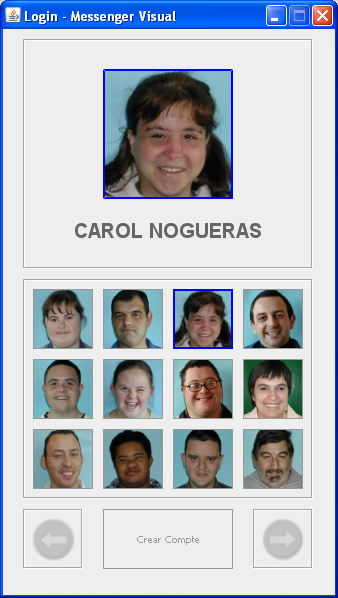 Login - Messenger Visual
CAROL NOGUERAS
Crear Compte